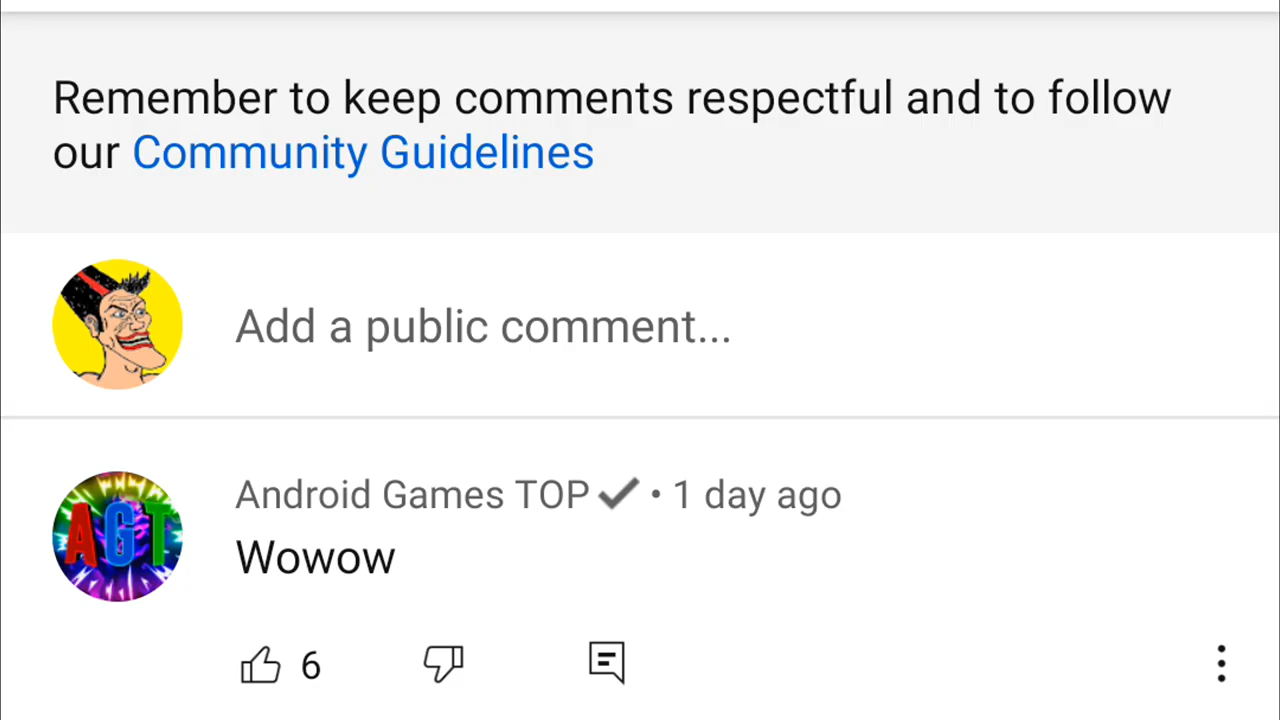 Remember to keep comments respectful and to follow
our Community Guidelines
Add a public comment...
AGT
Android Games TOP • 1 day ago
Wowow
6